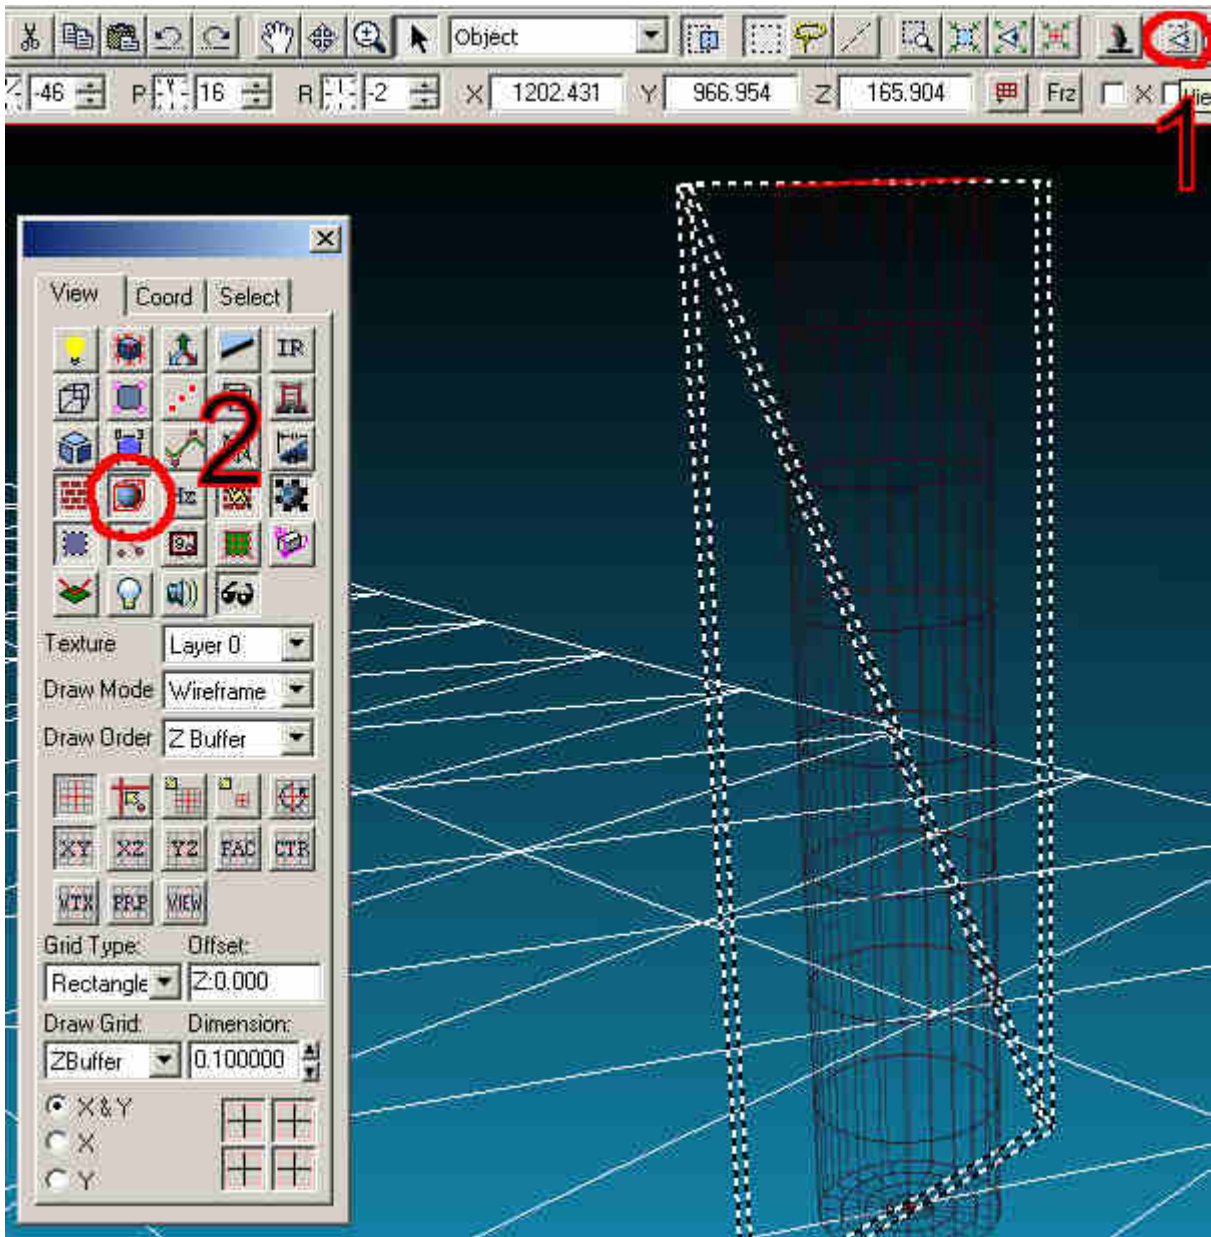 Object
-46 P 16 R -2 X 1202.431 Y 966.954 Z 165.904 Frz X
1
View Coord Select
IR
2
Hz
Texture Layer 0
Draw Mode Wireframe
Draw Order Z Buffer
XY XZ YZ FAC CTR
VTX PRP VIEW
Grid Type: Offset:
Rectangle Z:0.000
Draw Grid: Dimension:
ZBuffer 0.100000
X & Y
X
Y